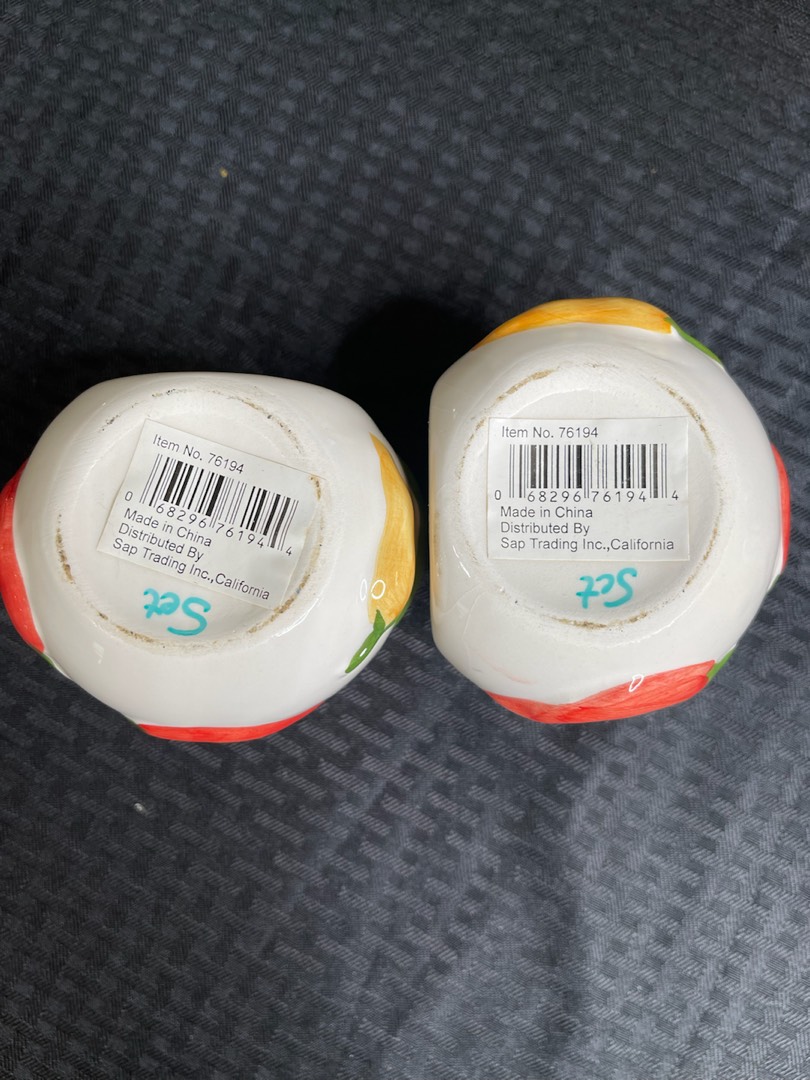 Item No. 76194
0 68296 76194 4
Made in China
Distributed By
Sap Trading Inc.,California
Set
Item No. 76194
0 68296 76194 4
Made in China
Distributed By
Sap Trading Inc.,California
Set